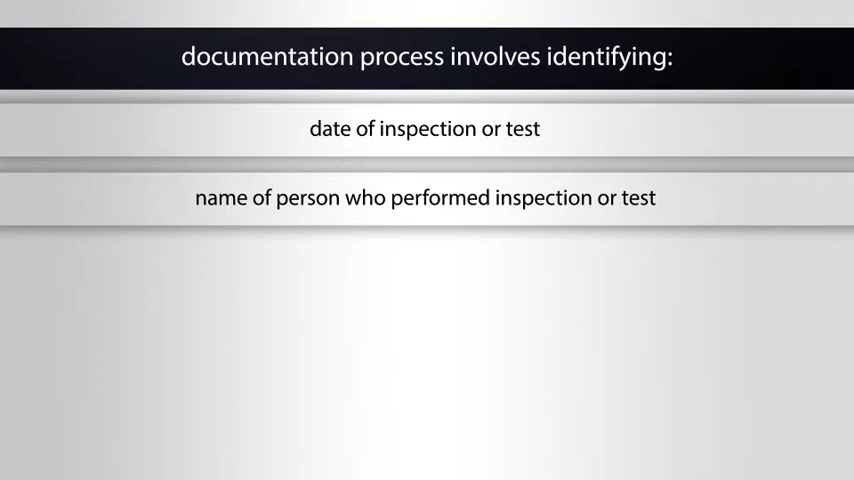 documentation process involves identifying:
date of inspection or test
name of person who performed inspection or test